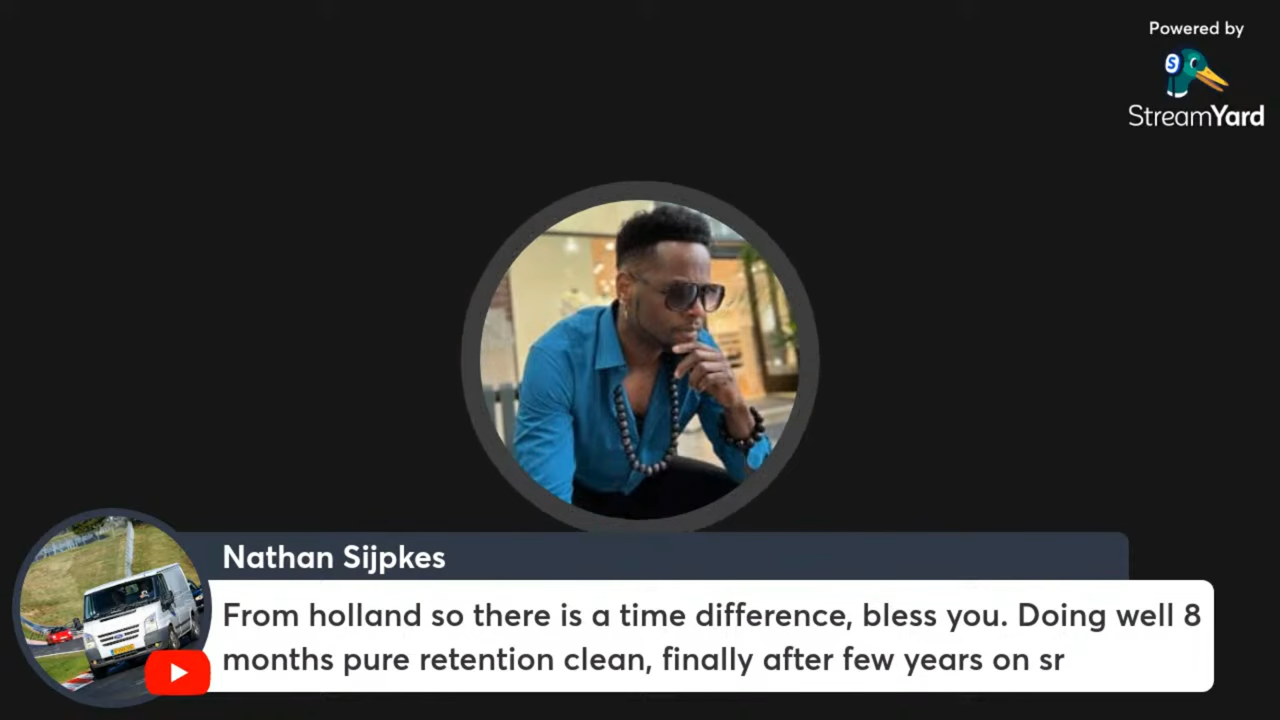 Powered by
S
StreamYard
Nathan Sijpkes
From holland so there is a time difference, bless you. Doing well 8
months pure retention clean, finally after few years on sr